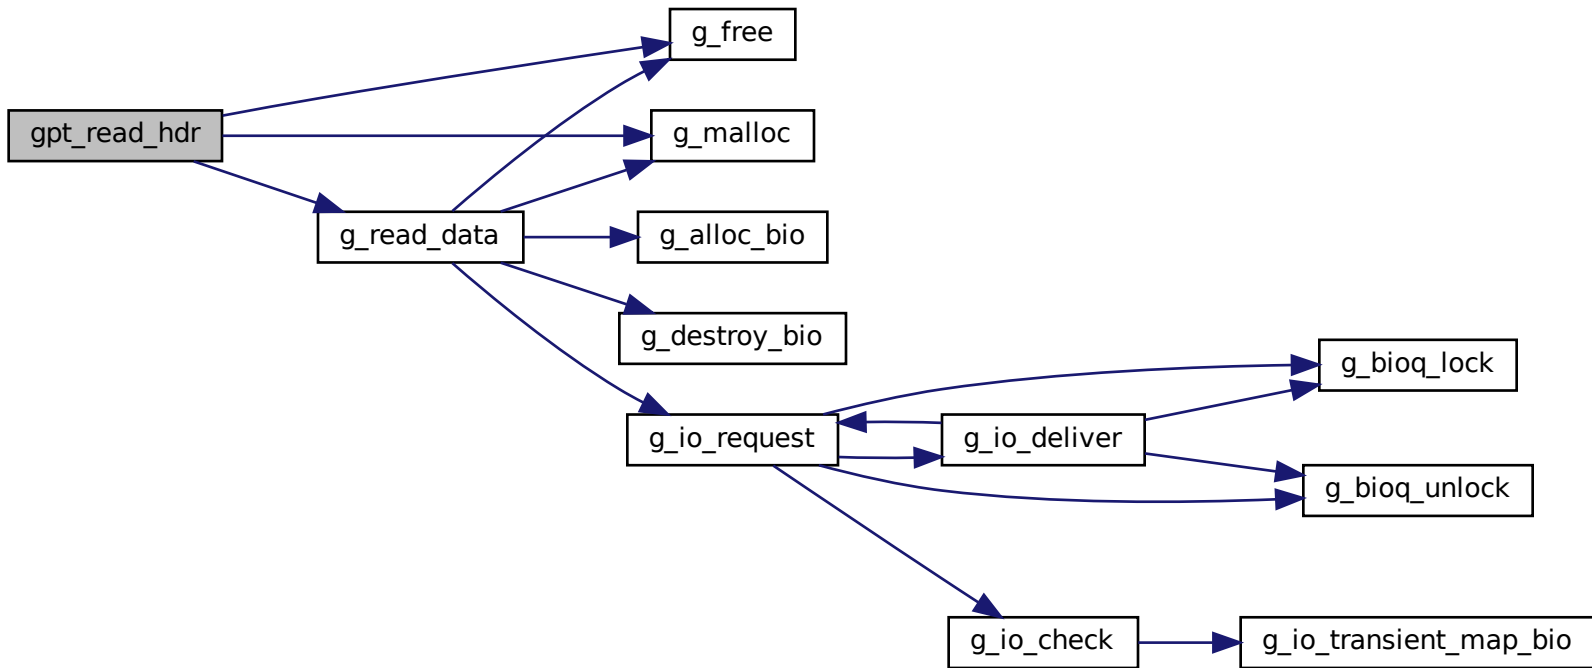 g_free
gpt_read_hdr
g_malloc
g_read_data
g_alloc_bio
g_destroy_bio
g_bioq_lock
g_io_request
g_io_deliver
g_bioq_unlock
g_io_check
g_io_transient_map_bio